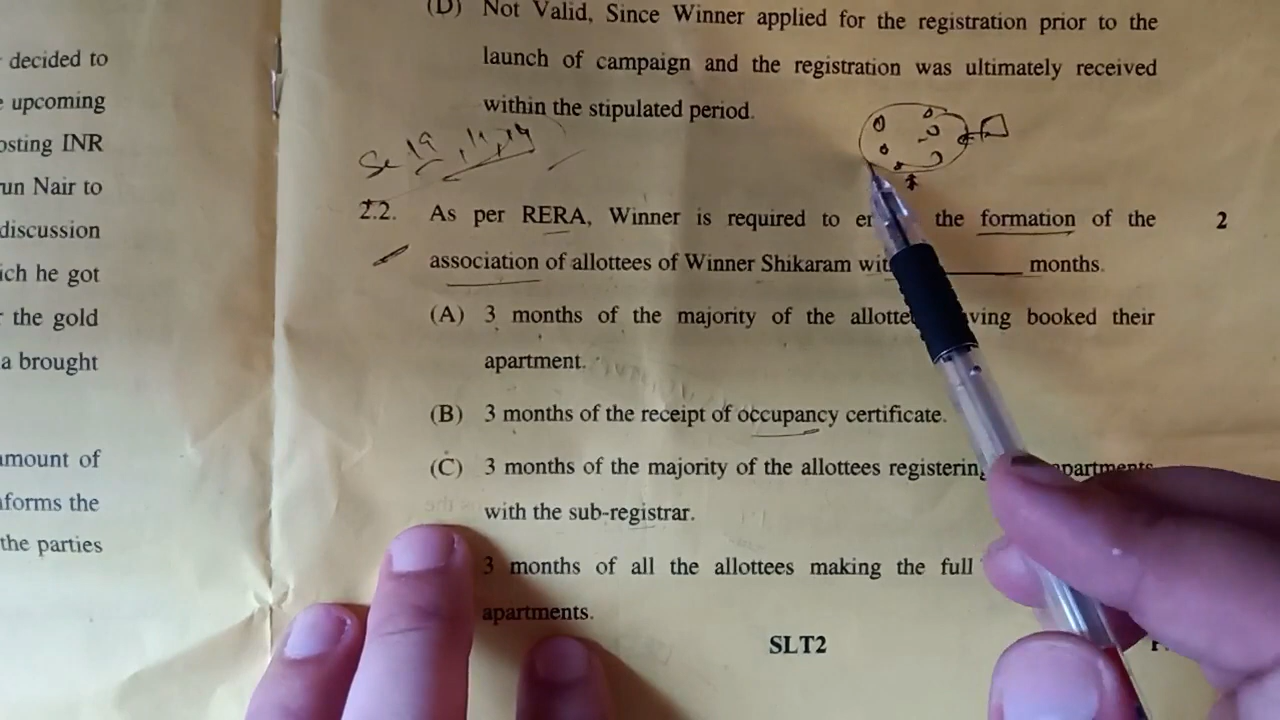 decided to
upcoming
osting INR
un Nair to
discussion
ich he got
the gold
a brought
amount of
nforms the
the parties
(D) Not Valid, Since Winner applied for the registration prior to the
launch of campaign and the registration was ultimately received
within the stipulated period.
Se 19
2.2. As per RERA, Winner is required to the formation of the 2
association of allottees of Winner Shikaram months.
(A) 3 months of the majority of the booked their
apartment.
(B) 3 months of the receipt of occupancy certificate.
(C) 3 months of the majority of the allottees registering
with the sub-registrar.
3 months of all the allottees making the full
apartments.
SLT2